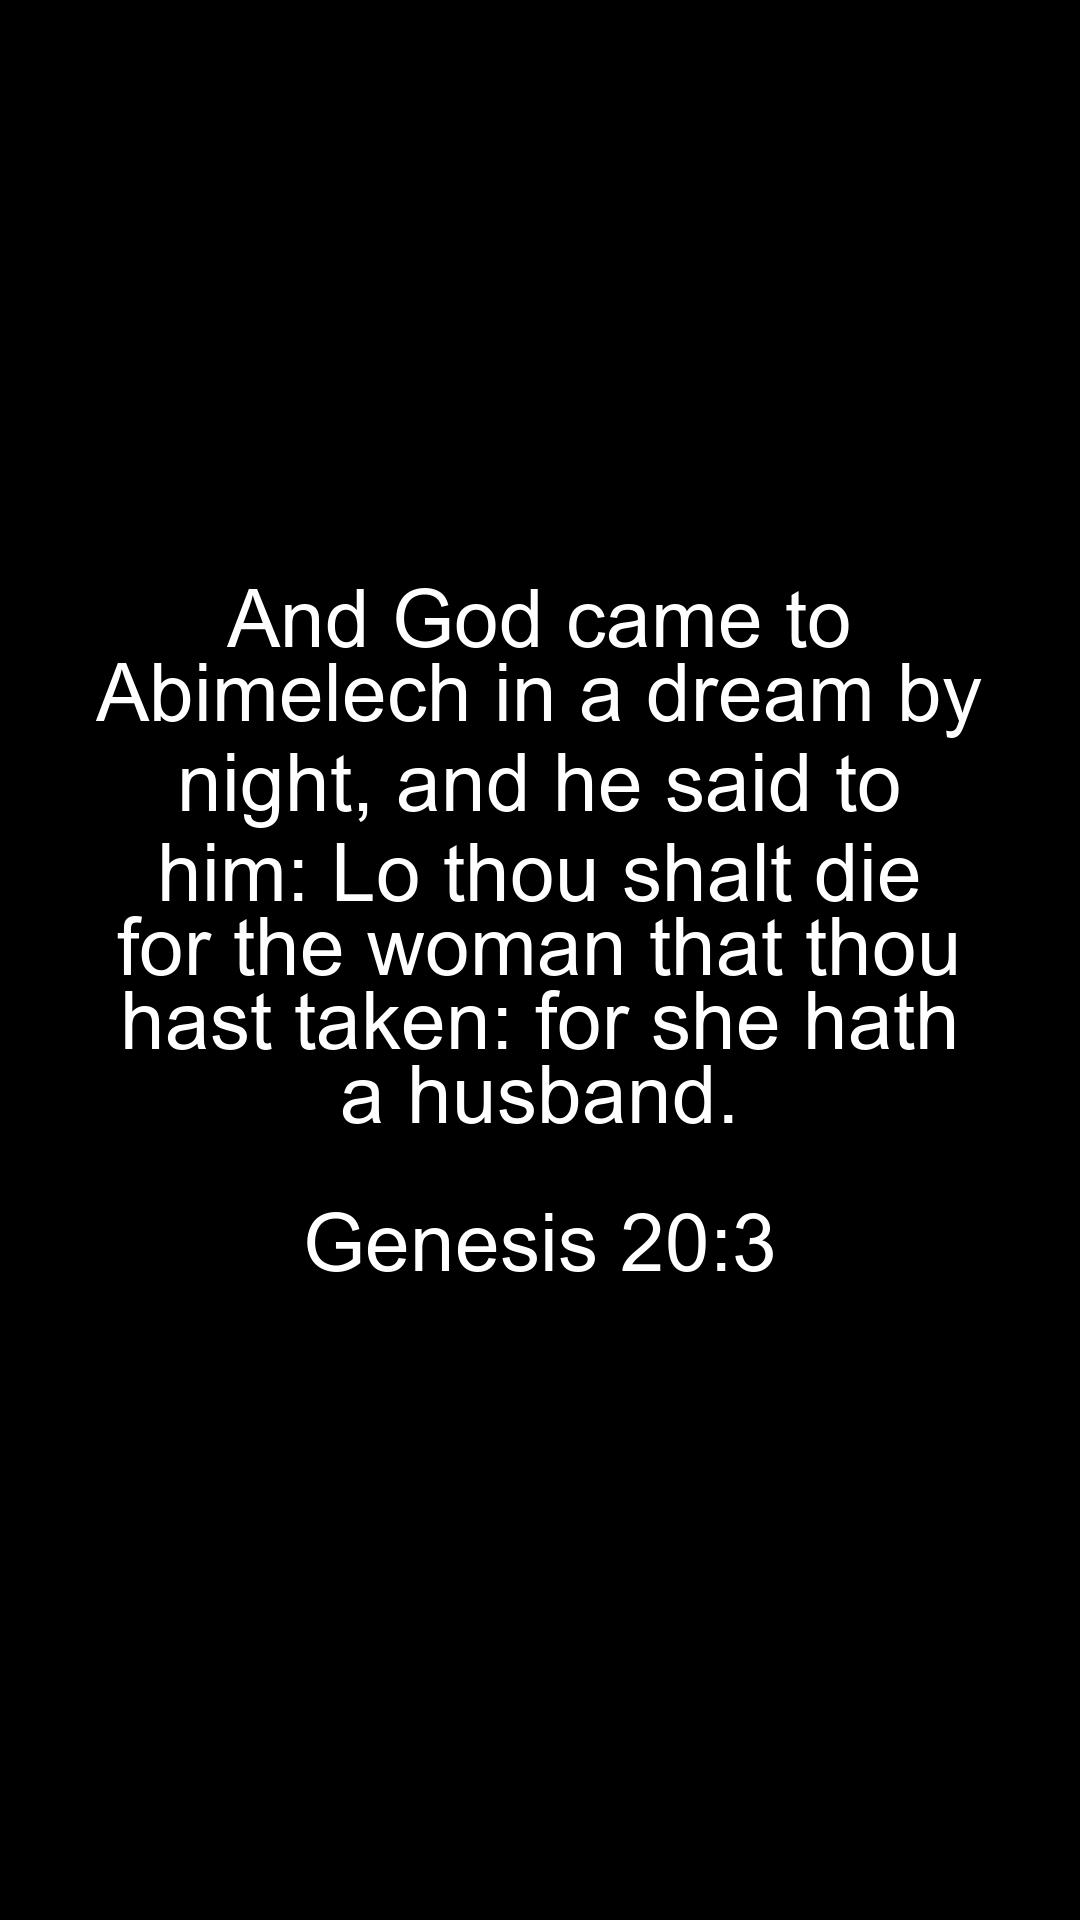 And God came to
Abimelech in a dream by
night, and he said to
him: Lo thou shalt die
for the woman that thou
hast taken: for she hath
a husband.
Genesis 20:3